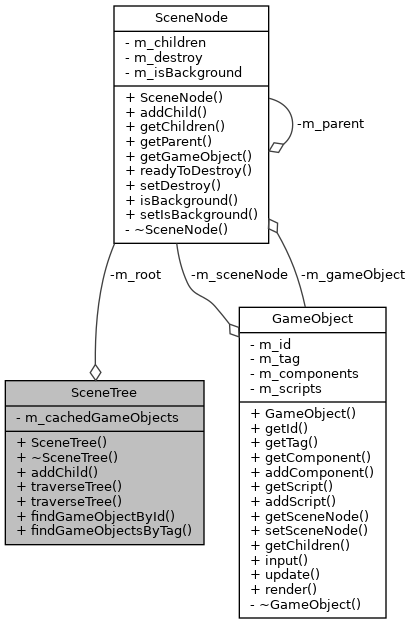 SceneNode
- m_children
- m_destroy
- m_isBackground
+ SceneNode()
+ addChild()
+ getChildren()
+ getParent()
+ getGameObject()
+ readyToDestroy()
+ setDestroy()
+ isBackground()
+ setIsBackground()
- ~SceneNode()
-m_parent
-m_root
-m_sceneNode
-m_gameObject
GameObject
- m_id
- m_tag
- m_components
- m_scripts
+ GameObject()
+ getId()
+ getTag()
+ getComponent()
+ addComponent()
+ getScript()
+ addScript()
+ getSceneNode()
+ setSceneNode()
+ getChildren()
+ input()
+ update()
+ render()
- ~GameObject()
SceneTree
- m_cachedGameObjects
+ SceneTree()
+ ~SceneTree()
+ addChild()
+ traverseTree()
+ traverseTree()
+ findGameObjectById()
+ findGameObjectsByTag()